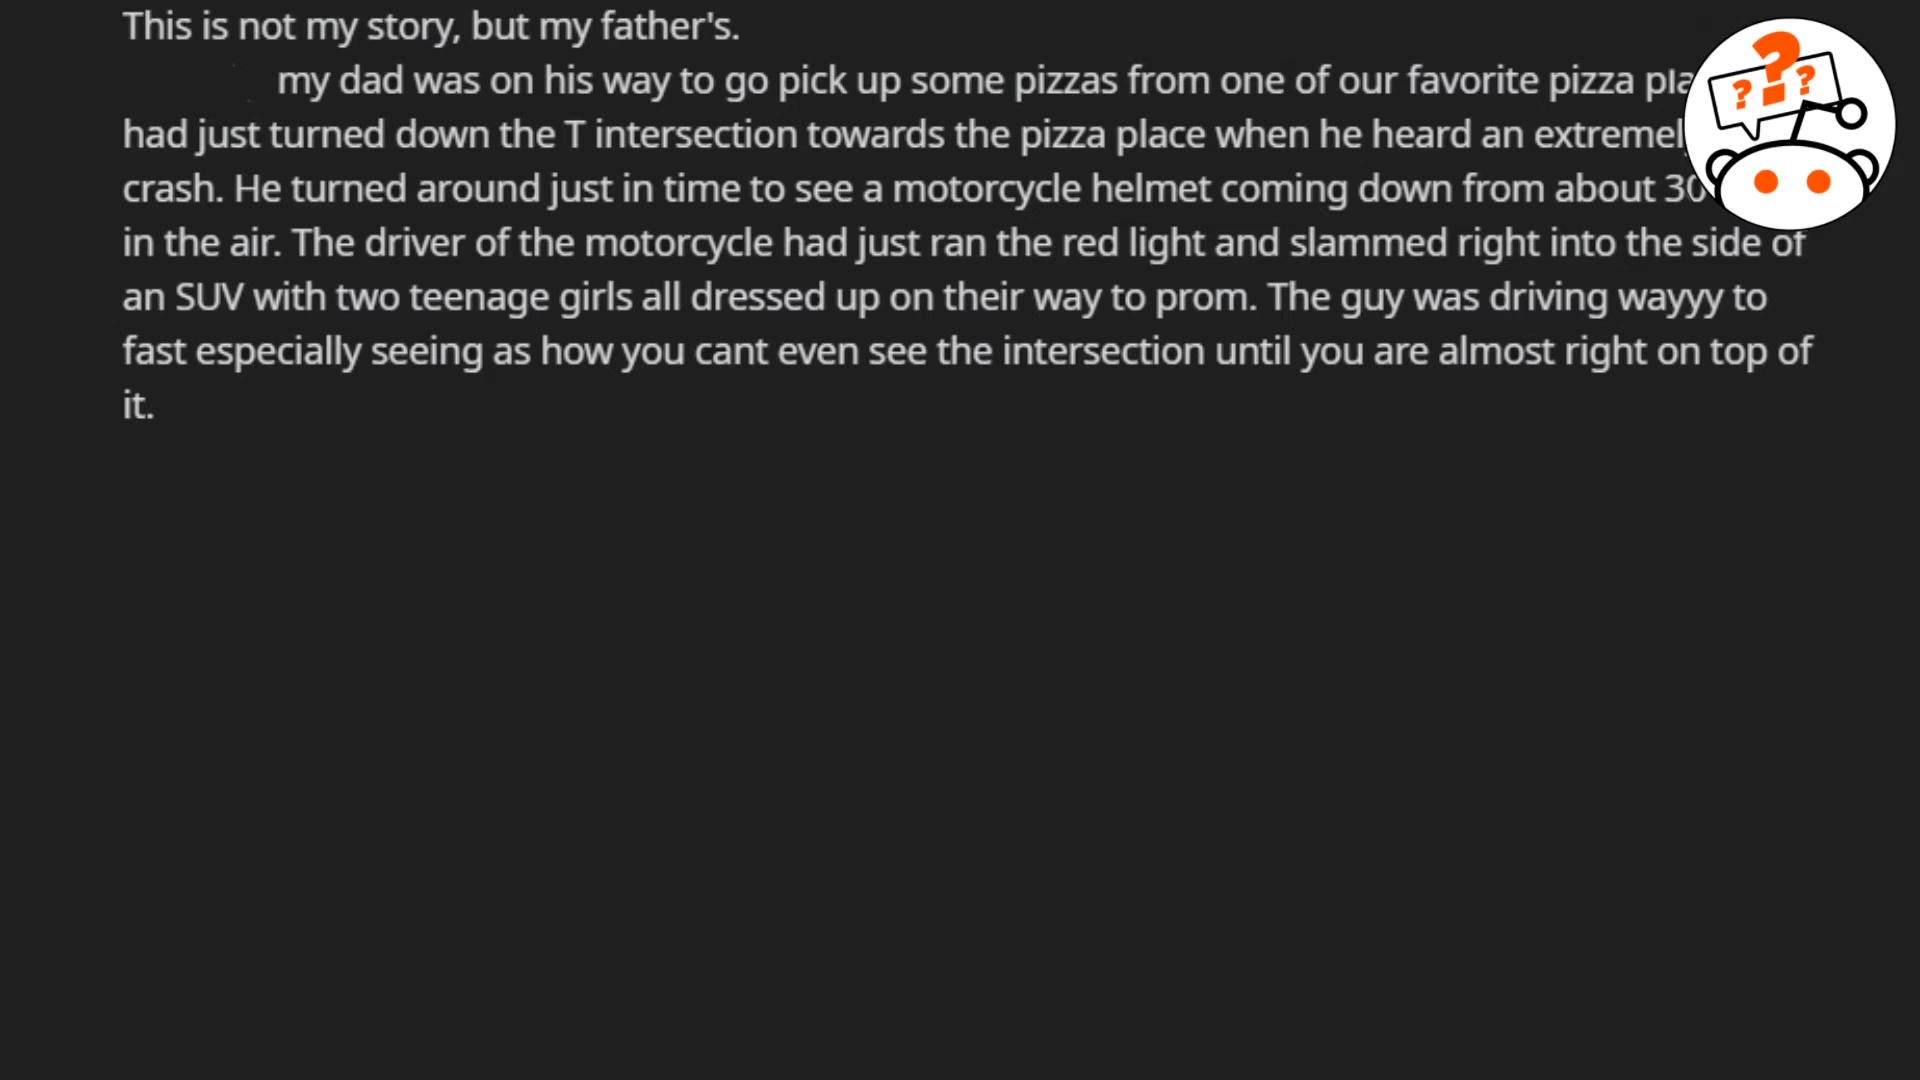 This is not my story, but my father's.
my dad was on his way to go pick up some pizzas from one of our favorite pizza
had just turned down the T intersection towards the pizza place when he heard an
crash. He turned around just in time to see a motorcycle helmet coming down from about 30
in the air. The driver of the motorcycle had just ran the red light and slammed right into the side of
an SUV with two teenage girls all dressed up on their way to prom. The guy was driving wayyy to
fast especially seeing as how you cant even see the intersection until you are almost right on top of
it.
? ? ?